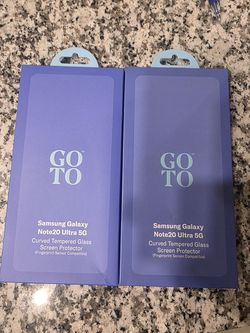 GO
TO
Samsung Galaxy
Note20 Ultra 5G
Curved Tempered Glass
Screen Protector
(Fingerprint Sensor Compatible)
GO
TO
Samsung Galaxy
Note20 Ultra 5G
Curved Tempered Glass
Screen Protector
(Fingerprint Sensor Compatible)